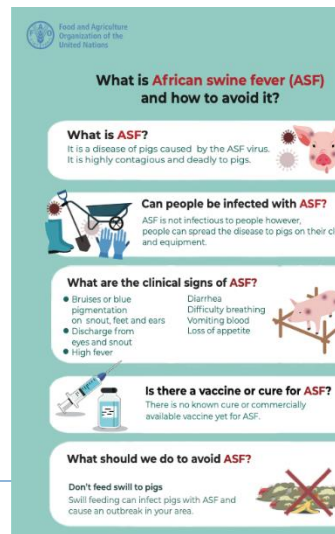 Food and Agriculture
Organization of the
United Nations
What is African swine fever (ASF)
and how to avoid it?
What is ASF?
It is a disease of pigs caused by the ASF virus.
It is highly contagious and deadly to pigs.
Can people be infected with ASF?
ASF is not infectious to people however,
people can spread the disease to pigs on their cl
and equipment.
What are the clinical signs of ASF?
Bruises or blue
pigmentation
on snout, feet and ears
Discharge from
eyes and snout
High fever
Diarrhea
Difficulty breathing
Vomiting blood
Loss of appetite
Is there a vaccine or cure for ASF?
There is no known cure or commercially
available vaccine yet for ASF.
What should we do to avoid ASF?
Don't feed swill to pigs
Swill feeding can infect pigs with ASF and
cause an outbreak in your area.